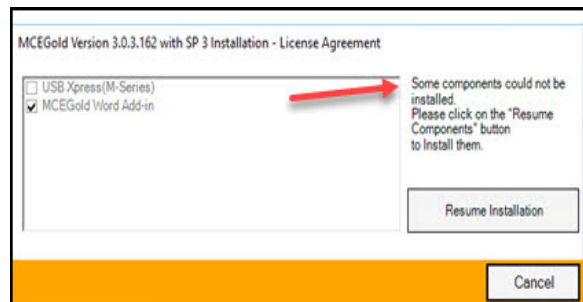 MCEGold Version 3.0.3.162 with SP 3 Installation - License Agreement
USB Xpress(M-Series)
MCEGold Word Add-in
Some components could not be
installed.
Please click on the "Resume
Components" button
to Install them.
Resume Installation
Cancel